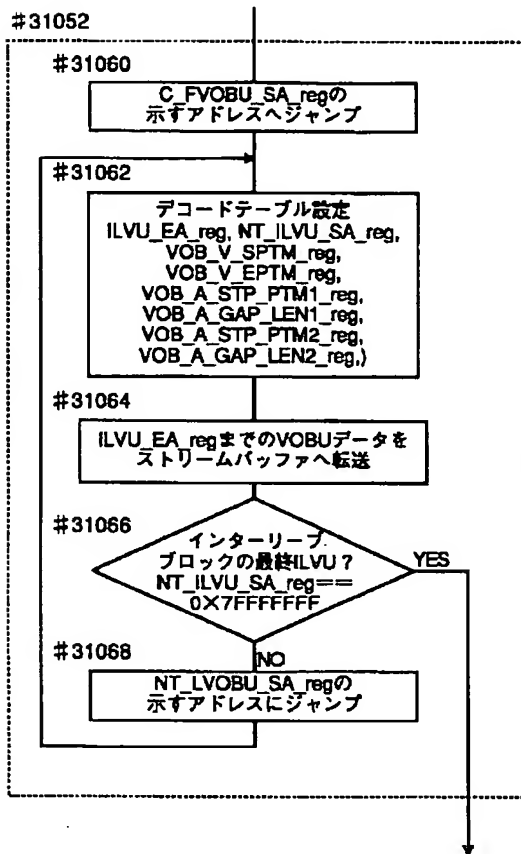 #31052
#31060
C_FVOBU_SA_regの
示すアドレスへジャンプ
#31062
デコードテーブル設定
ILVU_EA_reg, NT_ILVU_SA_reg,
VOB_V_SPTM_reg,
VOB_V_EPTM_reg,
VOB_A_STP_PTM1_reg,
VOB_A_GAP_LEN1_reg,
VOB_A_STP_PTM2_reg,
VOB_A_GAP_LEN2_reg,)
#31064
ILVU_EA_regまでのVOBUデータを
ストリームバッファへ転送
#31066
インターリーブ
ブロックの最終ILVU?
NT_ILVU_SA_reg==
0X7FFFFFFF
YES
#31068
NO
NT_LVOBU_SA_regの
示すアドレスにジャンプ